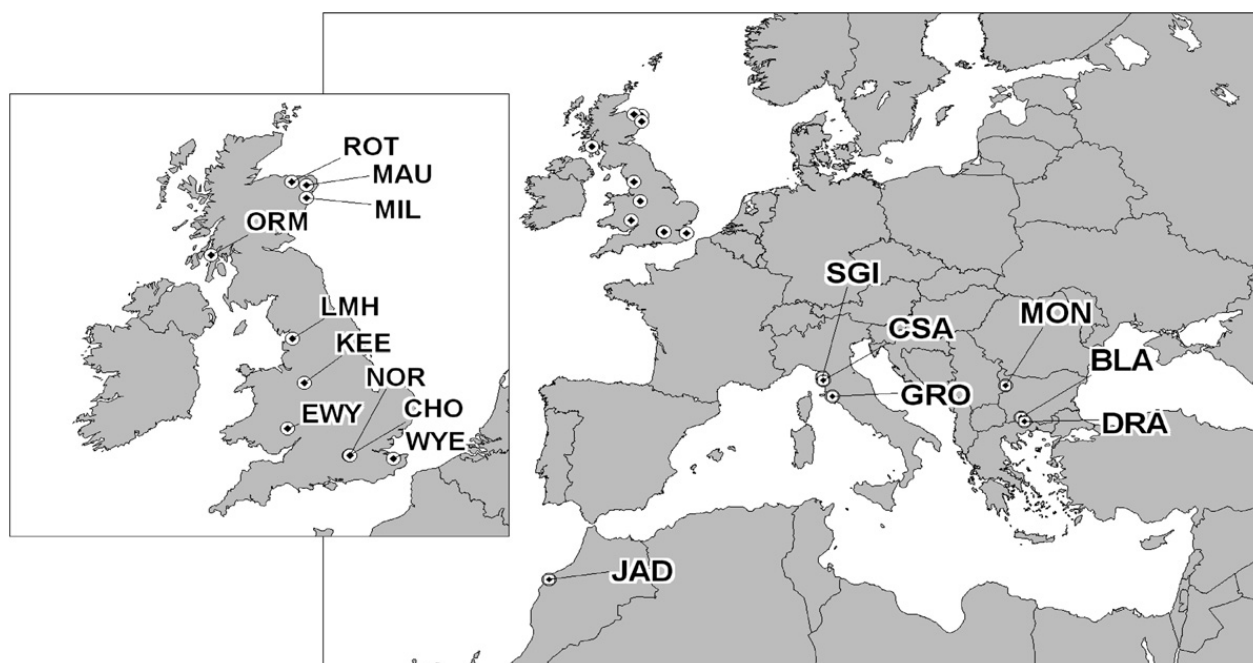 ROT
MAU
MIL
ORM
LMH
KEE
NOR
EWY
CHO
WYE
SGI
CSA
MON
BLA
GRO
DRA
JAD